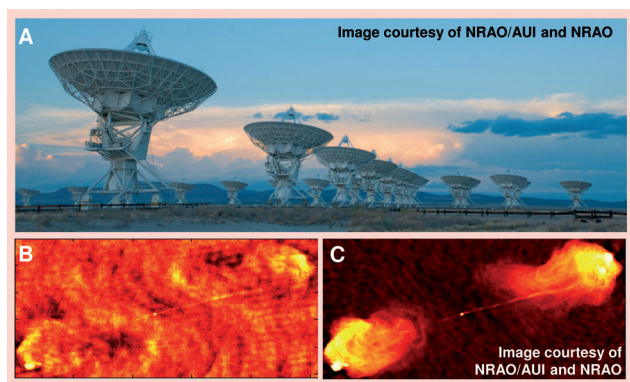 A
Image courtesy of NRAO/AUI and NRAO
B
C
Image courtesy of
NRAO/AUI and NRAO